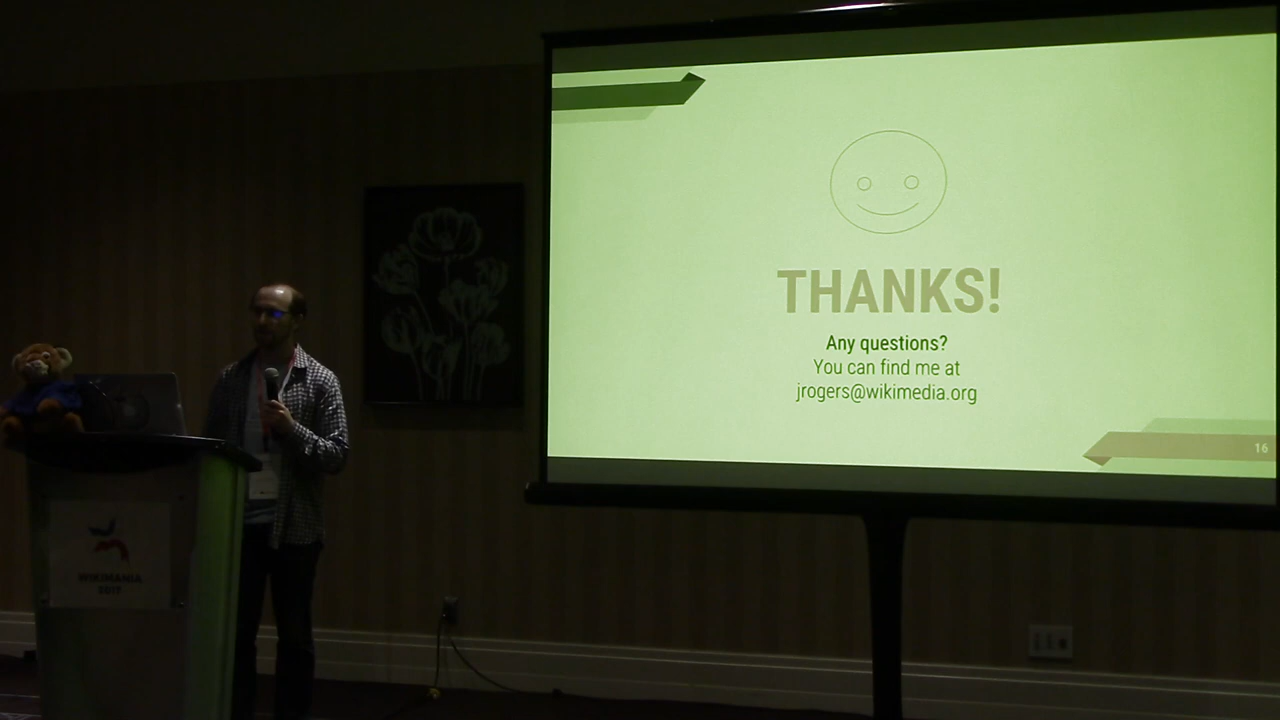 THANKS!
Any questions?
You can find me at
jrogers@wikimedia.org
16
WIKIMANIA
2017